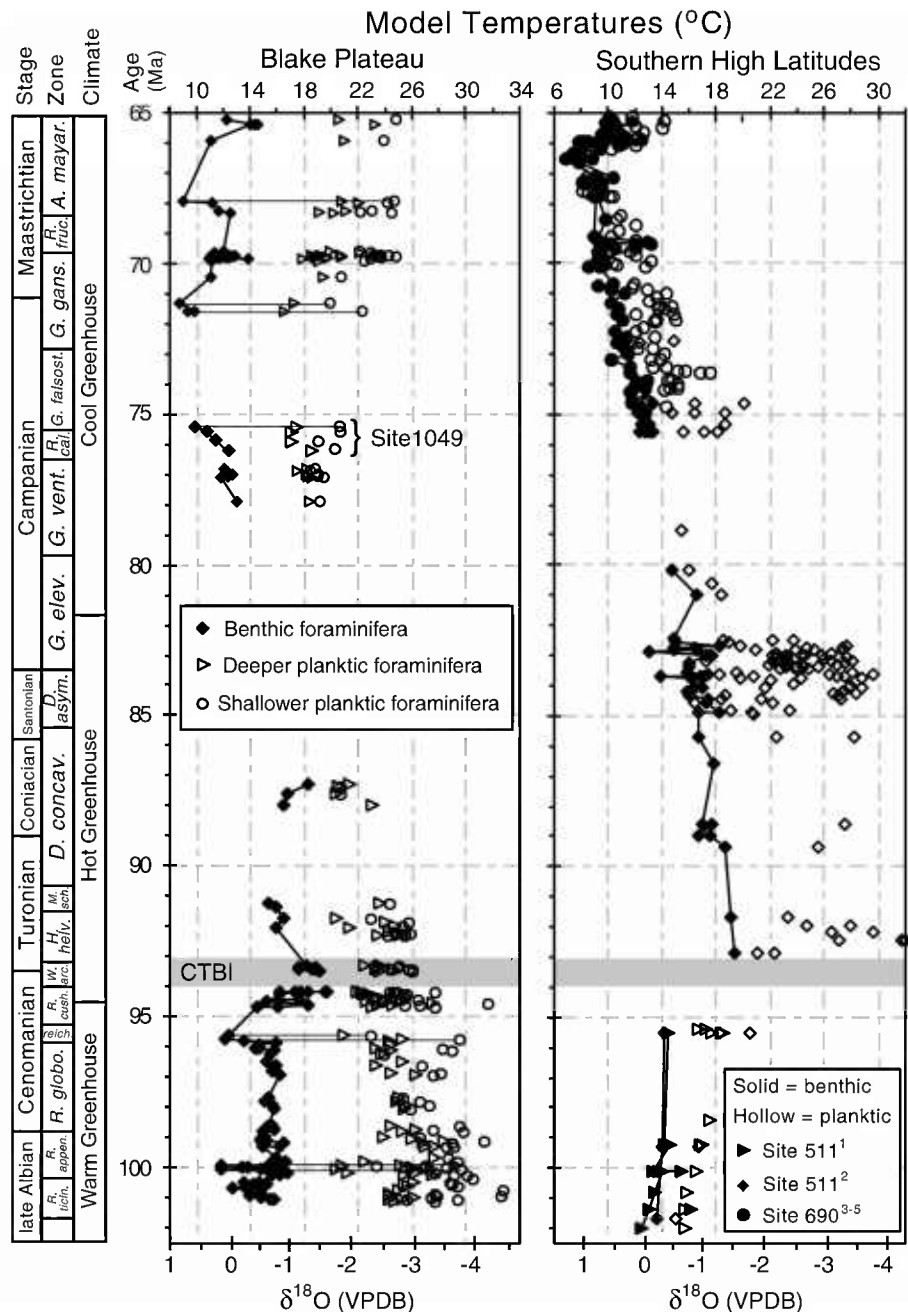 Model Temperatures (°C)
Blake Plateau
Southern High Latitudes
Stage
Zone
Climate
Age (Ma)
10 14 18 22 26 30 34
6 10 14 18 22 26 30
65
70
75
80
85
90
95
100
Maastrichtian
Campanian
Santonian
Coniacian
Turonian
Cenomanian
late Albian
A. mayar.
R. fruc.
G. gans.
G. falsost.
R. cal.
G. vent.
G. elev.
D. asym.
D. concav.
M. sch.
H. helv.
W. arc.
R. cush.
reich.
R. globo.
R. appen.
R. ticin.
Cool Greenhouse
Hot Greenhouse
Warm Greenhouse
} Site1049
Benthic foraminifera
Deeper planktic foraminifera
Shallower planktic foraminifera
CTBI
Solid = benthic
Hollow = planktic
Site 511¹
Site 511²
Site 690³⁻⁵
1 0 -1 -2 -3 -4
1 0 -1 -2 -3 -4
δ¹⁸O (VPDB)
δ¹⁸O (VPDB)